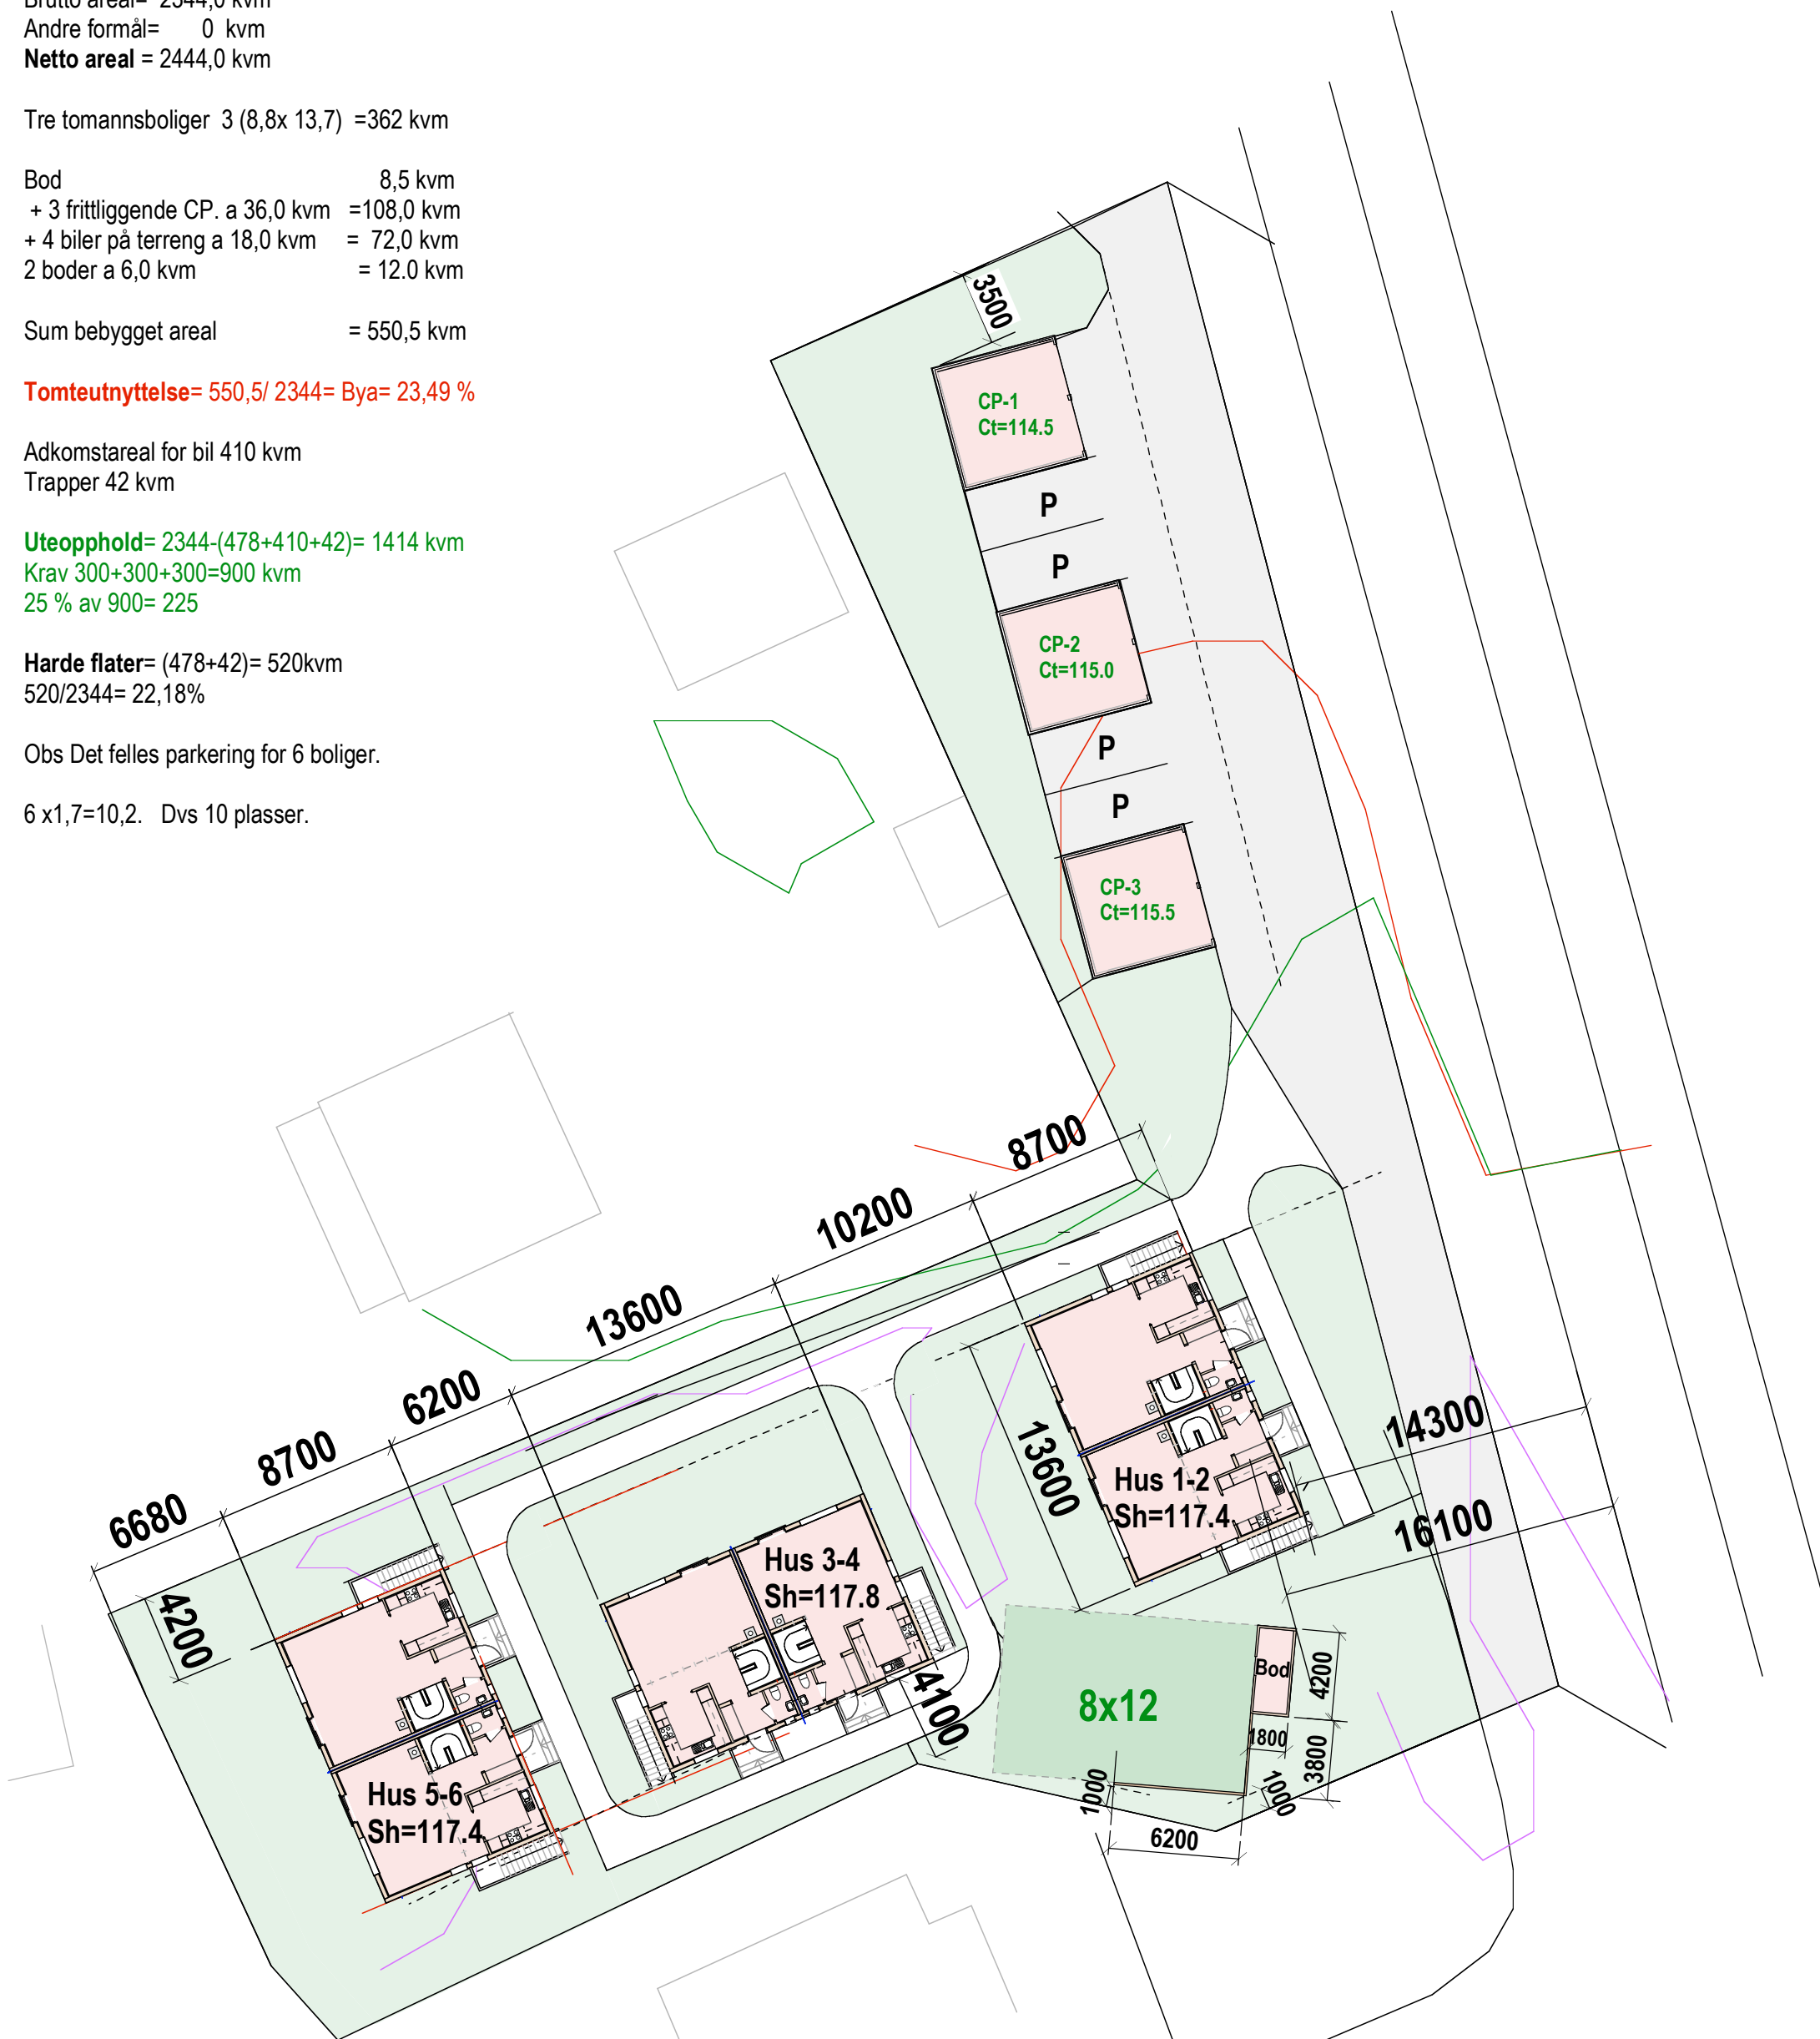 Brutto areal= 2344,0 kvm
Andre formål= 0 kvm
Netto areal = 2444,0 kvm
Tre tomannsboliger 3 (8,8x 13,7) =362 kvm
Bod 8,5 kvm
+ 3 frittliggende CP. a 36,0 kvm =108,0 kvm
+ 4 biler på terreng a 18,0 kvm = 72,0 kvm
2 boder a 6,0 kvm = 12.0 kvm
Sum bebygget areal = 550,5 kvm
Tomteutnyttelse= 550,5/ 2344= Bya= 23,49 %
Adkomstareal for bil 410 kvm
Trapper 42 kvm
Uteopphold= 2344-(478+410+42)= 1414 kvm
Krav 300+300+300=900 kvm
25 % av 900= 225
Harde flater= (478+42)= 520kvm
520/2344= 22,18%
Obs Det felles parkering for 6 boliger.
6 x1,7=10,2. Dvs 10 plasser.
3500
CP-1
Ct=114.5
P
P
CP-2
Ct=115.0
P
P
CP-3
Ct=115.5
8700
10200
13600
6200
8700
6680
4200
13600
14300
16100
Hus 1-2
Sh=117.4
Hus 3-4
Sh=117.8
4100
Hus 5-6
Sh=117.4
8x12
Bod
4200
1800
3800
1000
1000
6200